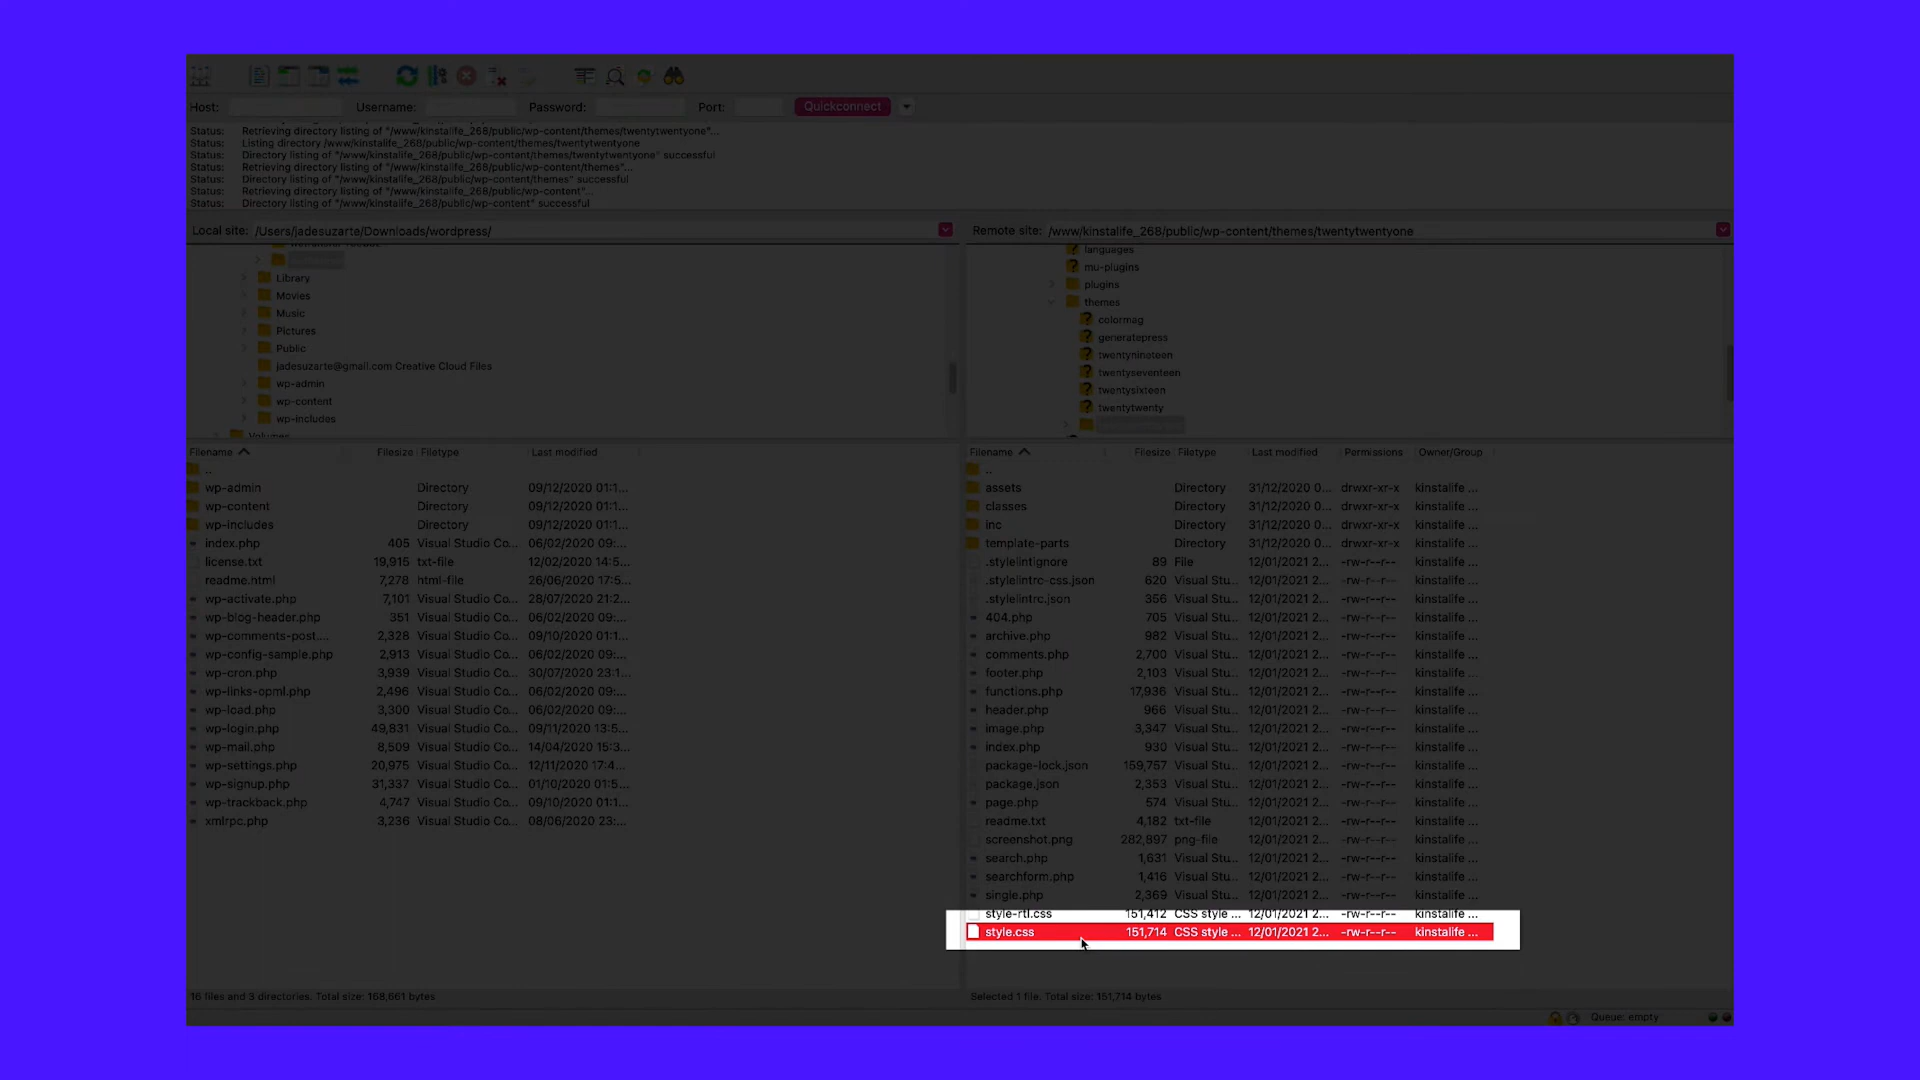 Host: Username: Password: Port: Quickconnect
Status: Retrieving directory listing of "/www/kinstalife_268/public/wp-content/themes/twentytwentyone"...
Status: Listing directory /www/kinstalife_268/public/wp-content/themes/twentytwentyone
Status: Directory listing of "/www/kinstalife_268/public/wp-content/themes/twentytwentyone" successful
Status: Retrieving directory listing of "/www/kinstalife_268/public/wp-content/themes"...
Status: Directory listing of "/www/kinstalife_268/public/wp-content/themes" successful
Status: Retrieving directory listing of "/www/kinstalife_268/public/wp-content"...
Status: Directory listing of "/www/kinstalife_268/public/wp-content" successful
Local site: /Users/jadesuzarte/Downloads/wordpress/
Library
Movies
Music
Pictures
Public
jadesuzarte@gmail.com Creative Cloud Files
wp-admin
wp-content
wp-includes
Volumes
Filename Filesize Filetype Last modified
..
wp-admin Directory 09/12/2020 01:1...
wp-content Directory 09/12/2020 01:1...
wp-includes Directory 09/12/2020 01:1...
index.php 405 Visual Studio Co... 06/02/2020 09:...
license.txt 19,915 txt-file 12/02/2020 14:5...
readme.html 7,278 html-file 26/06/2020 17:5...
wp-activate.php 7,101 Visual Studio Co... 28/07/2020 21:2...
wp-blog-header.php 351 Visual Studio Co... 06/02/2020 09:...
wp-comments-post.... 2,328 Visual Studio Co... 09/10/2020 01:1...
wp-config-sample.php 2,913 Visual Studio Co... 06/02/2020 09:...
wp-cron.php 3,939 Visual Studio Co... 30/07/2020 23:1...
wp-links-opml.php 2,496 Visual Studio Co... 06/02/2020 09:...
wp-load.php 3,300 Visual Studio Co... 06/02/2020 09:...
wp-login.php 49,831 Visual Studio Co... 09/11/2020 13:5...
wp-mail.php 8,509 Visual Studio Co... 14/04/2020 15:3...
wp-settings.php 20,975 Visual Studio Co... 12/11/2020 17:4...
wp-signup.php 31,337 Visual Studio Co... 01/10/2020 01:5...
wp-trackback.php 4,747 Visual Studio Co... 09/10/2020 01:1...
xmlrpc.php 3,236 Visual Studio Co... 08/06/2020 23:...
16 files and 3 directories. Total size: 168,661 bytes
Remote site: /www/kinstalife_268/public/wp-content/themes/twentytwentyone
languages
mu-plugins
plugins
themes
colormag
generatepress
twentynineteen
twentyseventeen
twentysixteen
twentytwenty
Filename Filesize Filetype Last modified Permissions Owner/Group
..
assets Directory 31/12/2020 0... drwxr-xr-x kinstalife ...
classes Directory 31/12/2020 0... drwxr-xr-x kinstalife ...
inc Directory 31/12/2020 0... drwxr-xr-x kinstalife ...
template-parts Directory 31/12/2020 0... drwxr-xr-x kinstalife ...
.stylelintignore 89 File 12/01/2021 2... -rw-r--r-- kinstalife ...
.stylelintrc-css.json 620 Visual Stu... 12/01/2021 2... -rw-r--r-- kinstalife ...
.stylelintrc.json 356 Visual Stu... 12/01/2021 2... -rw-r--r-- kinstalife ...
404.php 705 Visual Stu... 12/01/2021 2... -rw-r--r-- kinstalife ...
archive.php 982 Visual Stu... 12/01/2021 2... -rw-r--r-- kinstalife ...
comments.php 2,700 Visual Stu... 12/01/2021 2... -rw-r--r-- kinstalife ...
footer.php 2,103 Visual Stu... 12/01/2021 2... -rw-r--r-- kinstalife ...
functions.php 17,936 Visual Stu... 12/01/2021 2... -rw-r--r-- kinstalife ...
header.php 966 Visual Stu... 12/01/2021 2... -rw-r--r-- kinstalife ...
image.php 3,347 Visual Stu... 12/01/2021 2... -rw-r--r-- kinstalife ...
index.php 930 Visual Stu... 12/01/2021 2... -rw-r--r-- kinstalife ...
package-lock.json 159,757 Visual Stu... 12/01/2021 2... -rw-r--r-- kinstalife ...
package.json 2,353 Visual Stu... 12/01/2021 2... -rw-r--r-- kinstalife ...
page.php 574 Visual Stu... 12/01/2021 2... -rw-r--r-- kinstalife ...
readme.txt 4,182 txt-file 12/01/2021 2... -rw-r--r-- kinstalife ...
screenshot.png 282,897 png-file 12/01/2021 2... -rw-r--r-- kinstalife ...
search.php 1,631 Visual Stu... 12/01/2021 2... -rw-r--r-- kinstalife ...
searchform.php 1,416 Visual Stu... 12/01/2021 2... -rw-r--r-- kinstalife ...
single.php 2,369 Visual Stu... 12/01/2021 2... -rw-r--r-- kinstalife ...
style-rtl.css 151,412 CSS style ... 12/01/2021 2... -rw-r--r-- kinstalife ...
style.css 151,714 CSS style ... 12/01/2021 2... -rw-r--r-- kinstalife ...
Selected 1 file. Total size: 151,714 bytes
Queue: empty